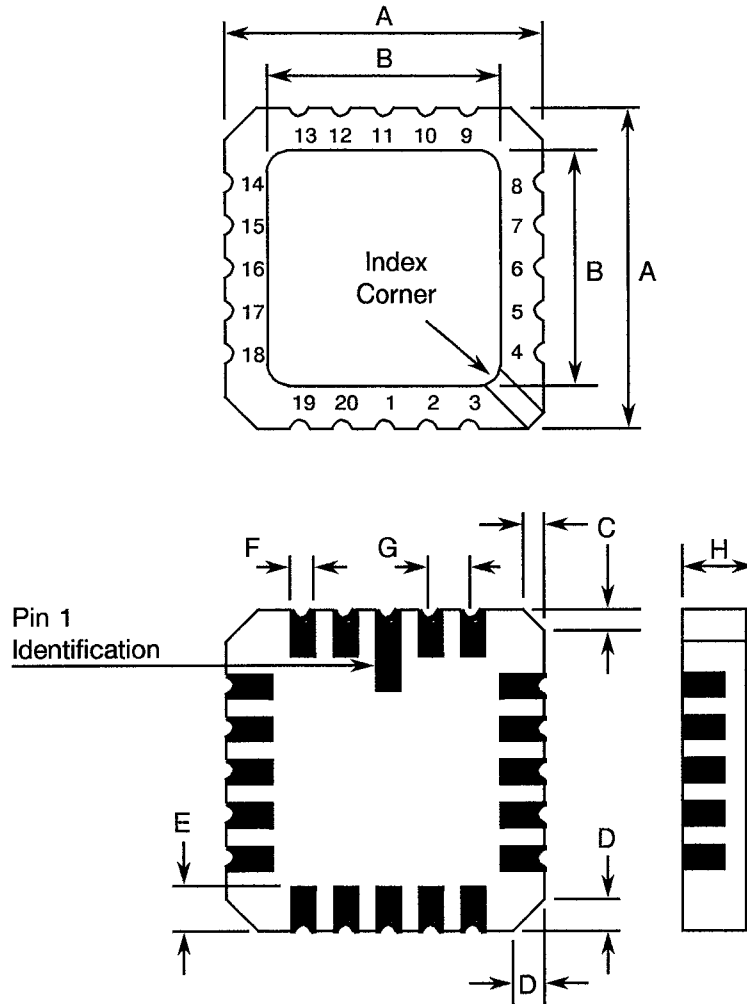 A
B
13 12 11 10 9
14 8
15 7
16 6
17 5
18 4
Index
Corner
B A
19 20 1 2 3
F G C H
Pin 1
Identification
E D
D